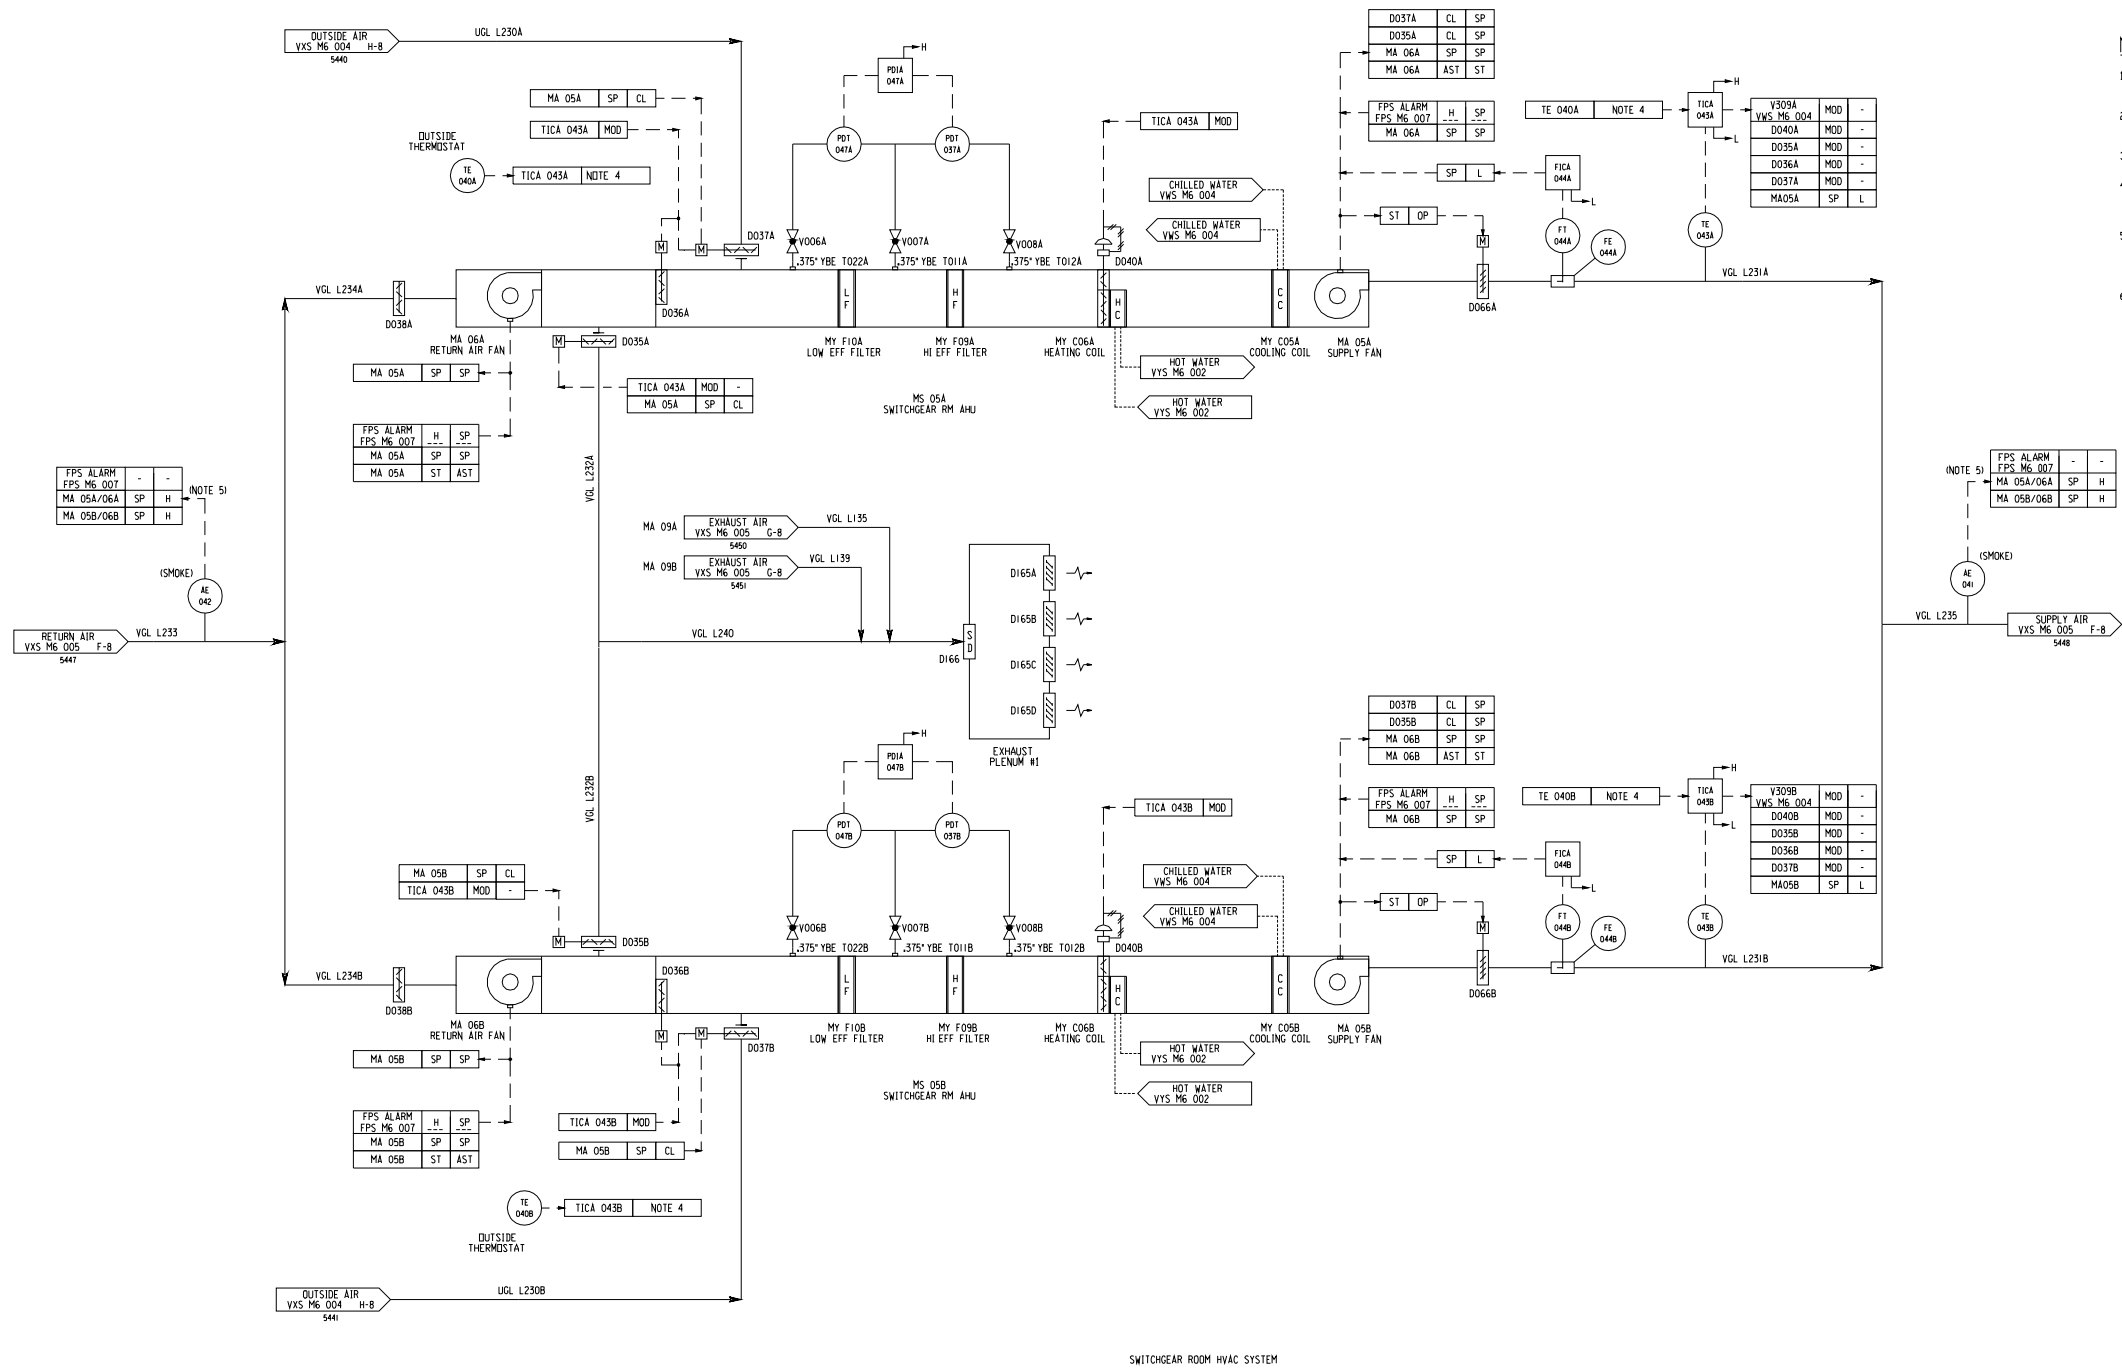 OUTSIDE AIR
VXS M6 004 H-8
5440
UGL L230A
MA 05A SP CL
TICA 043A MOD
OUTSIDE
THERMOSTAT
TE
040A
TICA 043A NOTE 4
PDIA
047A
H
PDT
047A
PDT
037A
TICA 043A MOD
CHILLED WATER
VWS M6 004
CHILLED WATER
VWS M6 004
D037A CL SP
D035A CL SP
MA 06A SP SP
MA 06A AST ST
FPS ALARM
FPS M6 007 H SP
--- ---
MA 06A SP SP
SP L
ST OP
FICA
044A
L
FT
044A
FE
044A
TE 040A NOTE 4
TICA
043A
H
L
TE
043A
V309A
VWS M6 004 MOD -
D040A MOD -
D035A MOD -
D036A MOD -
D037A MOD -
MA05A SP L
M
M
D037A
V006A
V007A
V008A
.375" YBE T022A
.375" YBE T011A
.375" YBE T012A
D040A
M
VGL L231A
VGL L234A
D038A
D036A
L
F
H
F
H
C
C
C
D066A
MA 06A
RETURN AIR FAN
M
D035A
MY F10A
LOW EFF FILTER
MY F09A
HI EFF FILTER
MY C06A
HEATING COIL
MY C05A
COOLING COIL
MA 05A
SUPPLY FAN
MA 05A SP SP
TICA 043A MOD -
MA 05A SP CL
HOT WATER
VYS M6 002
HOT WATER
VYS M6 002
MS 05A
SWITCHGEAR RM AHU
FPS ALARM
FPS M6 007 H SP
--- ---
MA 05A SP SP
MA 05A ST AST
VGL L232A
FPS ALARM
FPS M6 007 - -
MA 05A/06A SP H
MA 05B/06B SP H
(NOTE 5)
(SMOKE)
AE
042
RETURN AIR
VXS M6 005 F-8
5447
VGL L233
MA 09A
EXHAUST AIR
VXS M6 005 G-8
5450
VGL L135
MA 09B
EXHAUST AIR
VXS M6 005 G-8
5451
VGL L139
VGL L240
S
D
D166
D165A
D165B
D165C
D165D
EXHAUST
PLENUM #1
(NOTE 5)
FPS ALARM
FPS M6 007 - -
MA 05A/06A SP H
MA 05B/06B SP H
(SMOKE)
AE
041
VGL L235
SUPPLY AIR
VXS M6 005 F-8
5448
VGL L232B
PDIA
047B
H
PDT
047B
PDT
037B
TICA 043B MOD
CHILLED WATER
VWS M6 004
CHILLED WATER
VWS M6 004
D037B CL SP
D035B CL SP
MA 06B SP SP
MA 06B AST ST
FPS ALARM
FPS M6 007 H SP
--- ---
MA 06B SP SP
SP L
ST OP
FICA
044B
L
FT
044B
FE
044B
TE 040B NOTE 4
TICA
043B
H
L
TE
043B
V309B
VWS M6 004 MOD -
D040B MOD -
D035B MOD -
D036B MOD -
D037B MOD -
MA05B SP L
MA 05B SP CL
TICA 043B MOD -
M
D035B
V006B
V007B
V008B
.375" YBE T022B
.375" YBE T011B
.375" YBE T012B
D040B
M
VGL L231B
VGL L234B
D038B
D036B
L
F
H
F
H
C
C
C
D066B
MA 06B
RETURN AIR FAN
M
M
D037B
MY F10B
LOW EFF FILTER
MY F09B
HI EFF FILTER
MY C06B
HEATING COIL
MY C05B
COOLING COIL
MA 05B
SUPPLY FAN
MA 05B SP SP
HOT WATER
VYS M6 002
HOT WATER
VYS M6 002
MS 05B
SWITCHGEAR RM AHU
FPS ALARM
FPS M6 007 H SP
--- ---
MA 05B SP SP
MA 05B ST AST
TICA 043B MOD
MA 05B SP CL
TE
040B
TICA 043B NOTE 4
OUTSIDE
THERMOSTAT
OUTSIDE AIR
VXS M6 004 H-8
5441
UGL L230B
SWITCHGEAR ROOM HVAC SYSTEM